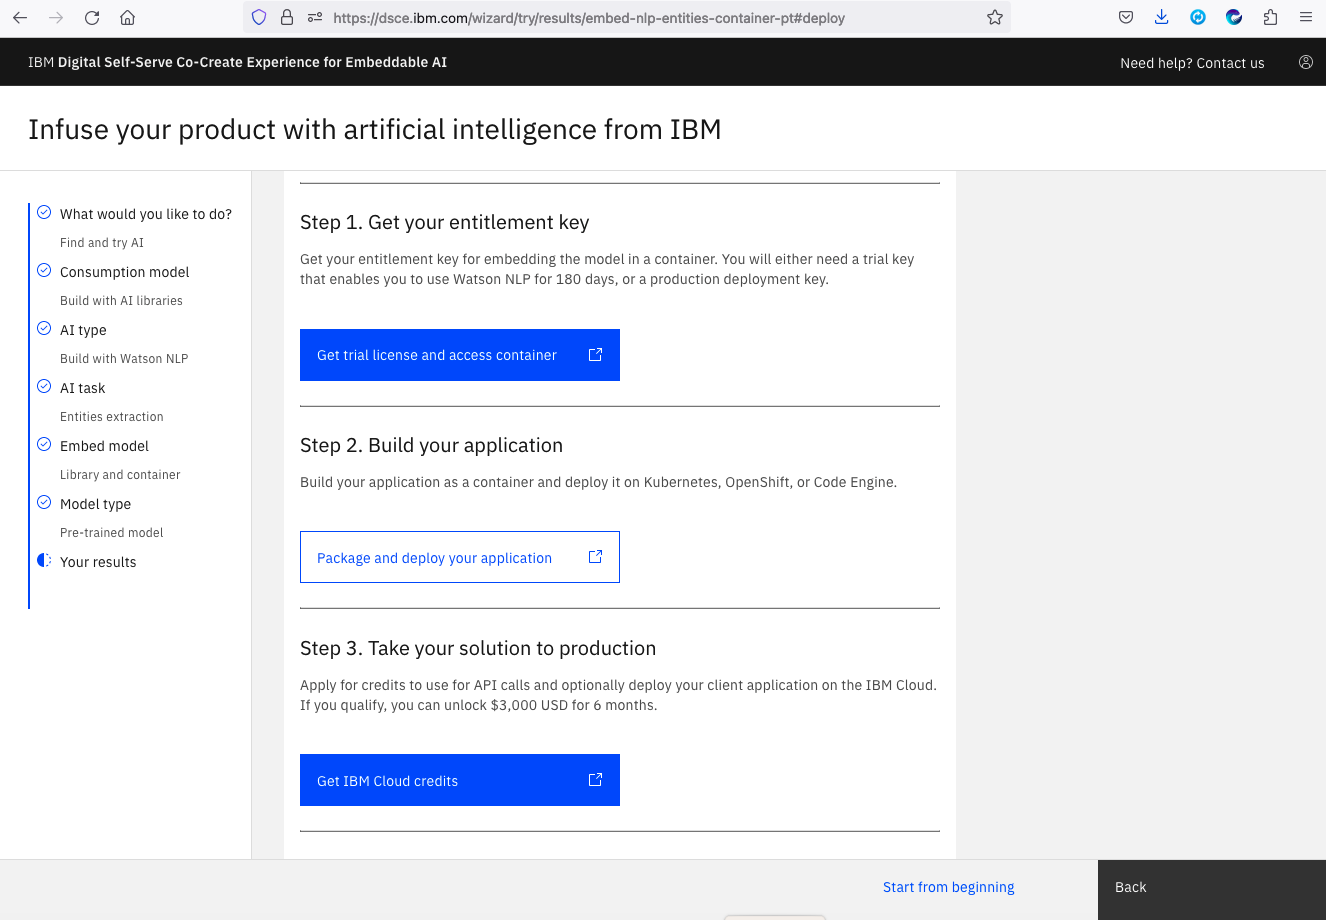 https://dsce.ibm.com/wizard/try/results/embed-nlp-entities-container-pt#deploy
IBM Digital Self-Serve Co-Create Experience for Embeddable AI
Need help? Contact us
Infuse your product with artificial intelligence from IBM
What would you like to do?
Find and try AI
Consumption model
Build with AI libraries
AI type
Build with Watson NLP
AI task
Entities extraction
Embed model
Library and container
Model type
Pre-trained model
Your results
Step 1. Get your entitlement key
Get your entitlement key for embedding the model in a container. You will either need a trial key
that enables you to use Watson NLP for 180 days, or a production deployment key.
Get trial license and access container
Step 2. Build your application
Build your application as a container and deploy it on Kubernetes, OpenShift, or Code Engine.
Package and deploy your application
Step 3. Take your solution to production
Apply for credits to use for API calls and optionally deploy your client application on the IBM Cloud.
If you qualify, you can unlock $3,000 USD for 6 months.
Get IBM Cloud credits
Start from beginning
Back